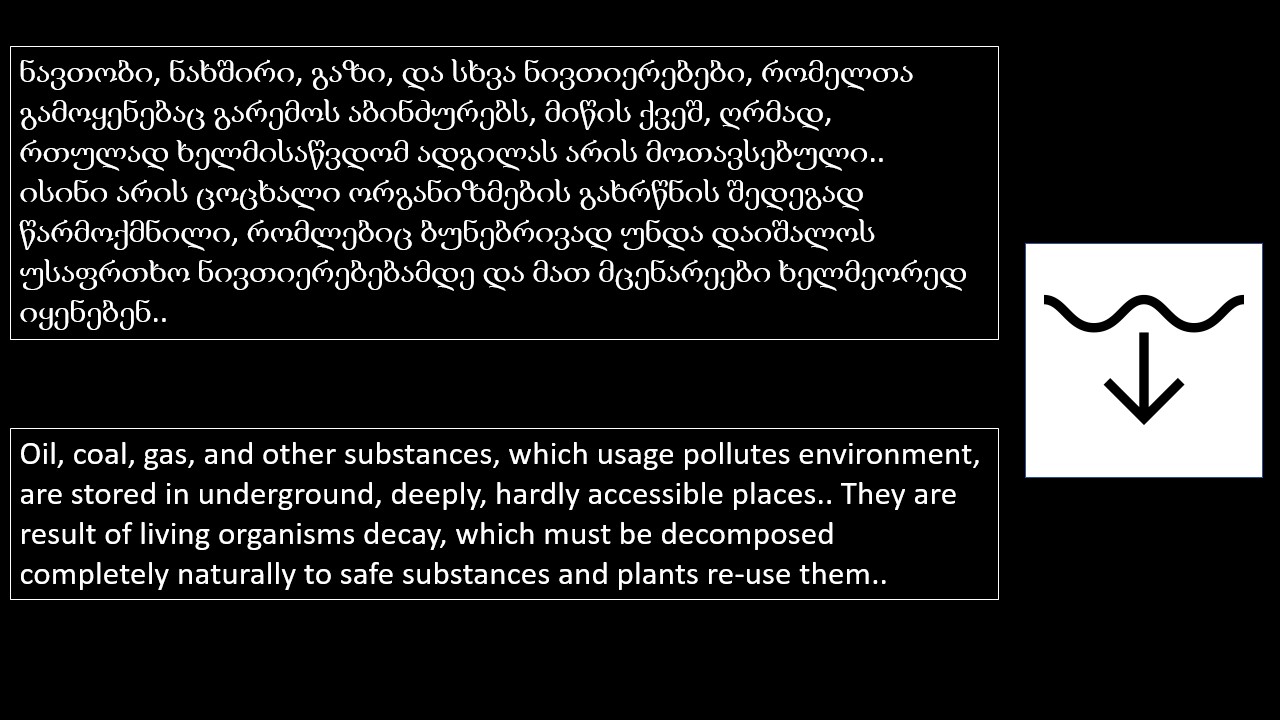 ნავთობი, ნახშირი, გაზი, და სხვა ნივთიერებები, რომელთა
გამოყენებაც გარემოს აბინძურებს, მიწის ქვეშ, ღრმად,
რთულად ხელმისაწვდომ ადგილას არის მოთავსებული..
ისინი არის ცოცხალი ორგანიზმების გახრწნის შედეგად
წარმოქმნილი, რომლებიც ბუნებრივად უნდა დაიშალოს
უსაფრთხო ნივთიერებებამდე და მათ მცენარეები ხელმეორედ
იყენებენ..
Oil, coal, gas, and other substances, which usage pollutes environment,
are stored in underground, deeply, hardly accessible places.. They are
result of living organisms decay, which must be decomposed
completely naturally to safe substances and plants re-use them..